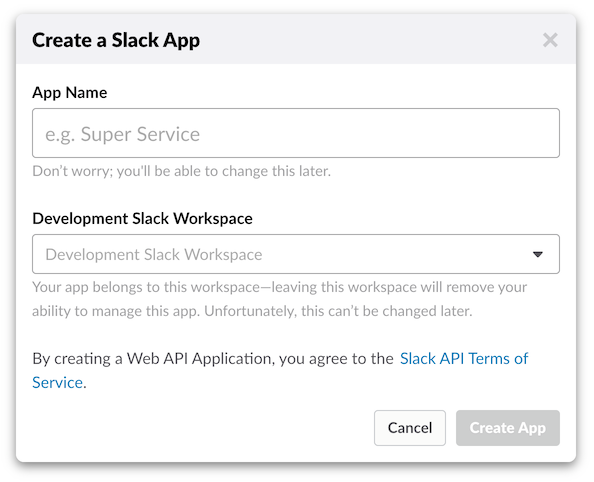 Create a Slack App
App Name
e.g. Super Service
Don’t worry; you'll be able to change this later.
Development Slack Workspace
Development Slack Workspace
Your app belongs to this workspace—leaving this workspace will remove your
ability to manage this app. Unfortunately, this can’t be changed later.
By creating a Web API Application, you agree to the Slack API Terms of
Service.
Cancel
Create App